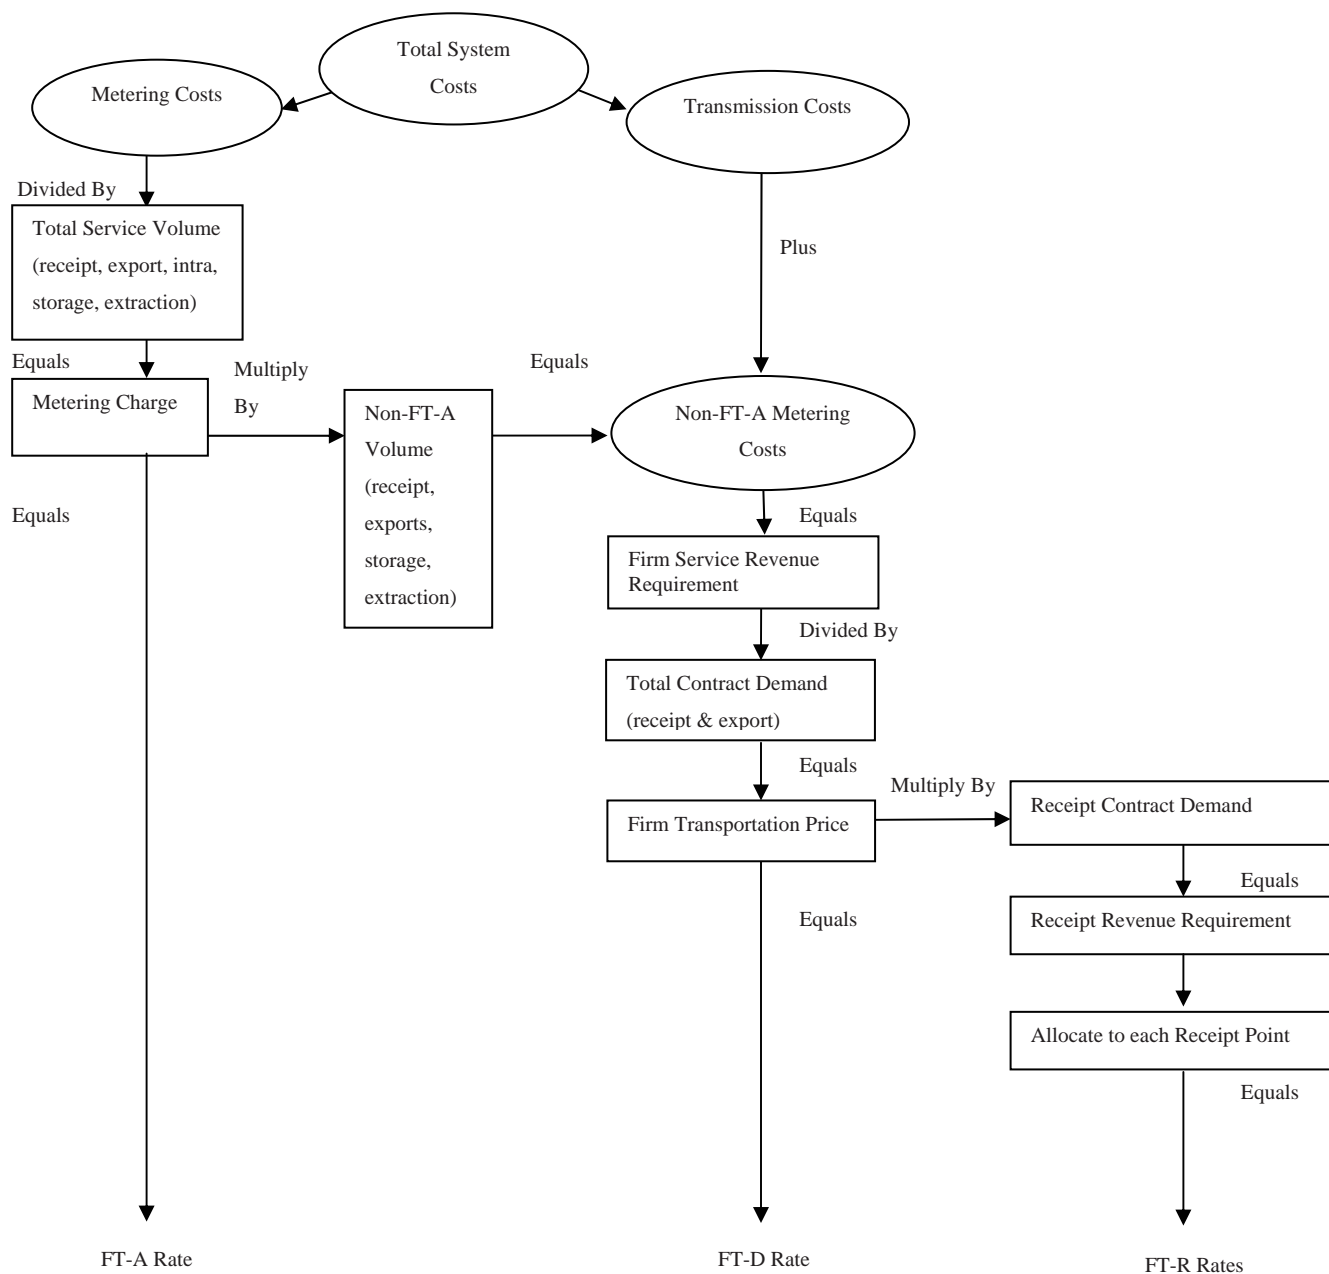 Total System
Costs
Metering Costs
Transmission Costs
Divided By
Total Service Volume
(receipt, export, intra,
storage, extraction)
Plus
Equals
Metering Charge
Multiply
By
Equals
Non-FT-A
Volume
(receipt,
exports,
storage,
extraction)
Non-FT-A Metering
Costs
Equals
Equals
Firm Service Revenue
Requirement
Divided By
Total Contract Demand
(receipt & export)
Equals
Firm Transportation Price
Multiply By
Receipt Contract Demand
Equals
Receipt Revenue Requirement
Equals
Allocate to each Receipt Point
Equals
FT-A Rate
FT-D Rate
FT-R Rates